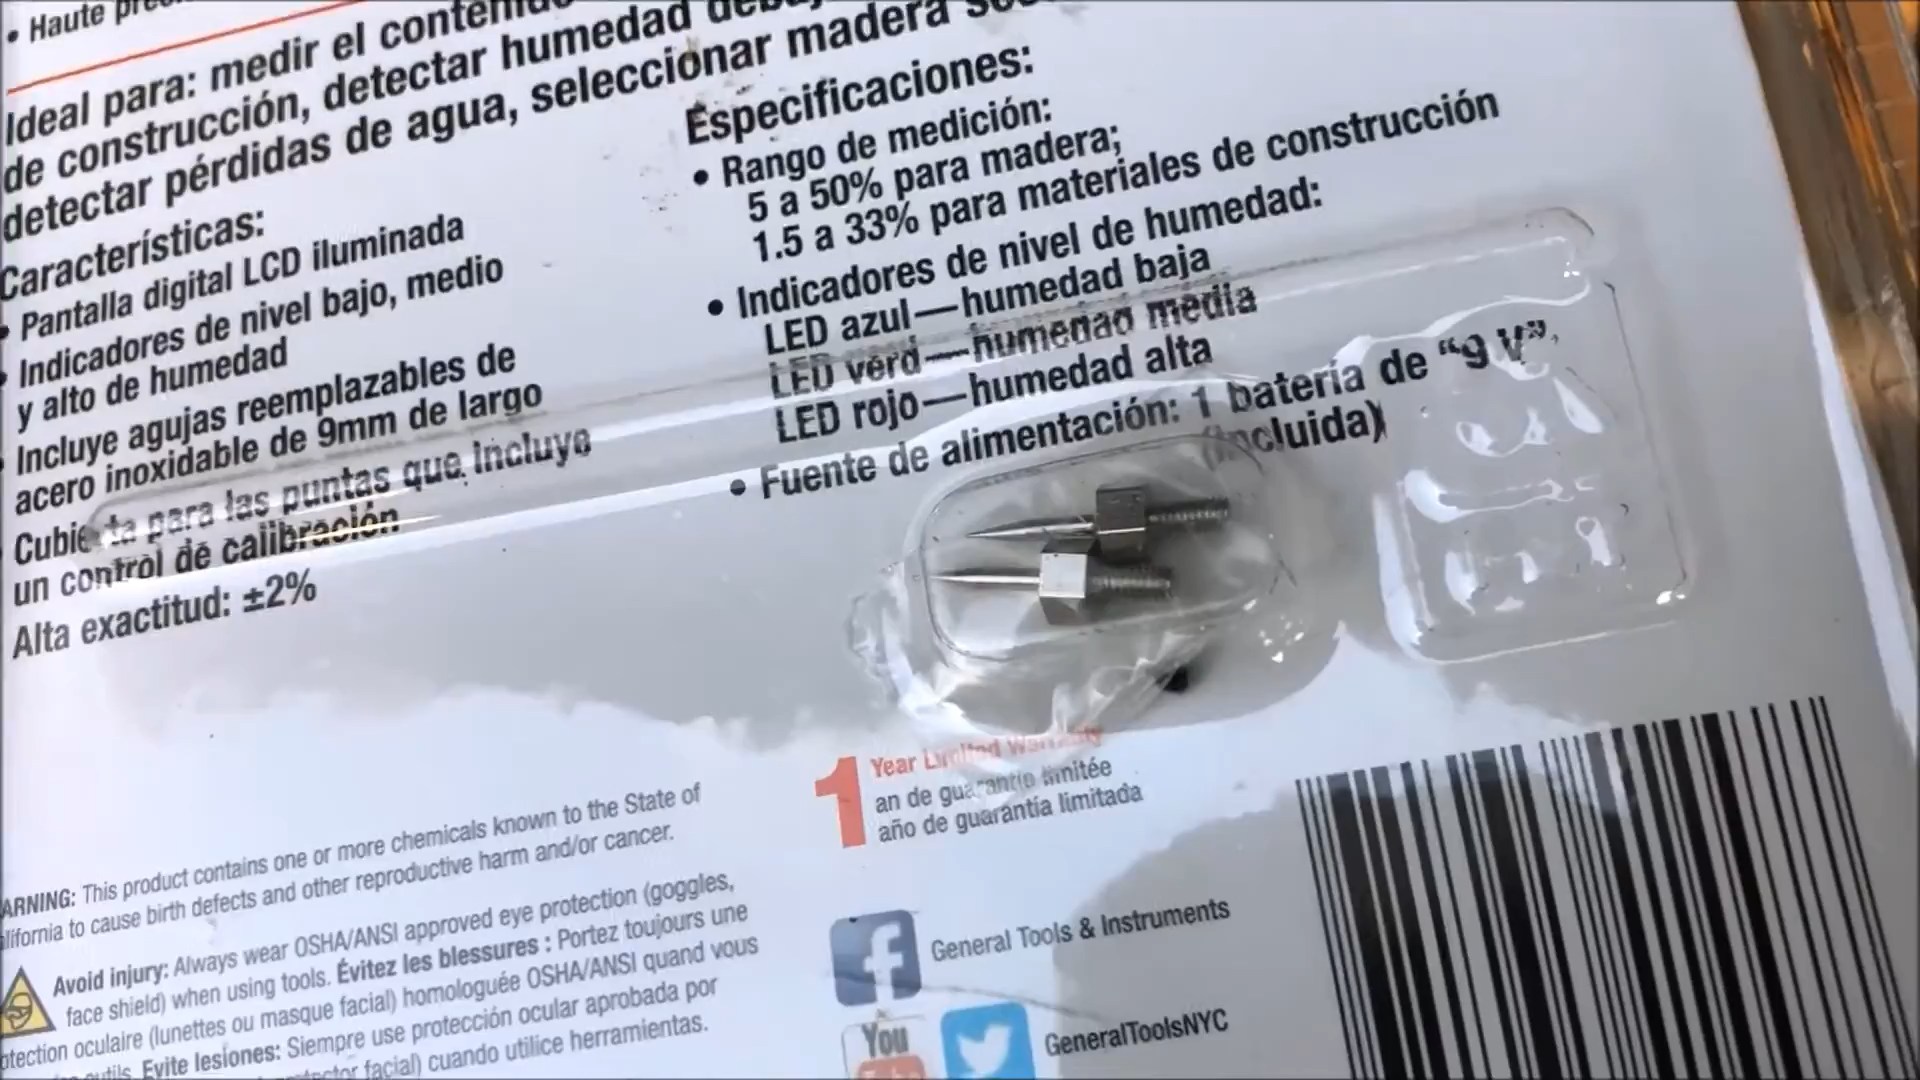 • Haute
Ideal para: medir el
de construcción, detectar humedad
detectar pérdidas de agua, seleccionar madera
Características:
• Pantalla digital LCD iluminada
• Indicadores de nivel bajo, medio
y alto de humedad
Incluye agujas reemplazables de
acero inoxidable de 9mm de largo
Cubierta para las puntas que incluye
un control de calibración
Alta exactitud: ±2%
Especificaciones:
• Rango de medición:
5 a 50% para madera;
1.5 a 33% para materiales de construcción
• Indicadores de nivel de humedad:
LED azul—humedad baja
LED verd—humedad media
LED rojo—humedad alta
• Fuente de alimentación: 1 batería de “9 V”
(incluida)
1 Year Limited Warranty
an de guarantie limitée
año de guarantía limitada
ARNING: This product contains one or more chemicals known to the State of
lifornia to cause birth defects and other reproductive harm and/or cancer.
Avoid injury: Always wear OSHA/ANSI approved eye protection (goggles,
face shield) when using tools. Évitez les blessures : Portez toujours une
otection oculaire (lunettes ou masque facial) homologuée OSHA/ANSI quand vous
outils. Evite lesiones: Siempre use protección ocular aprobada por
facial) cuando utilice herramientas.
General Tools & Instruments
You
GeneralToolsNYC